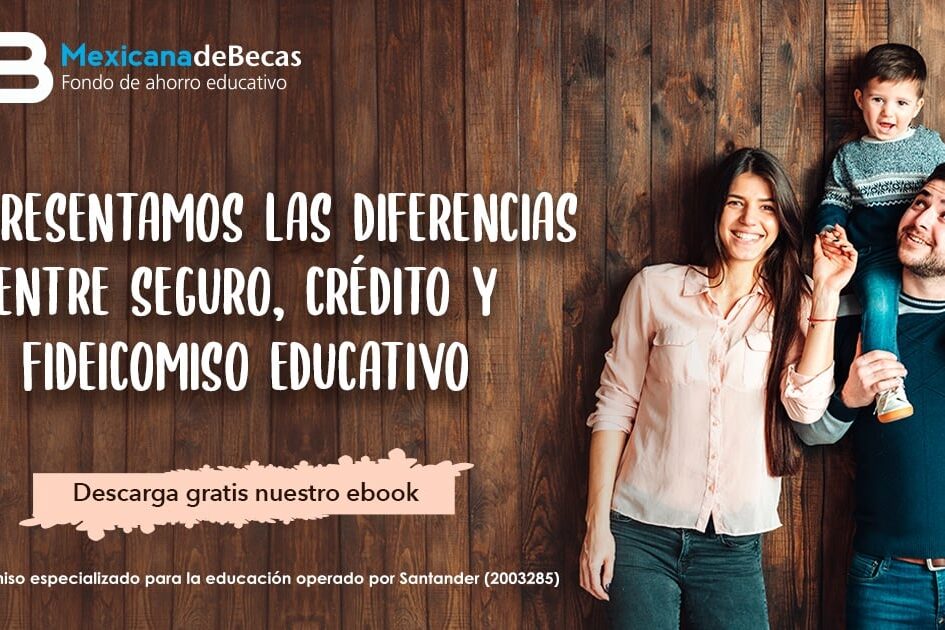 B
MexicanadeBecas
Fondo de ahorro educativo
RESENTAMOS LAS DIFERENCIAS
ENTRE SEGURO, CRÉDITO Y
FIDEICOMISO EDUCATIVO
Descarga gratis nuestro ebook
especializado para la educación operado por Santander (2003285)